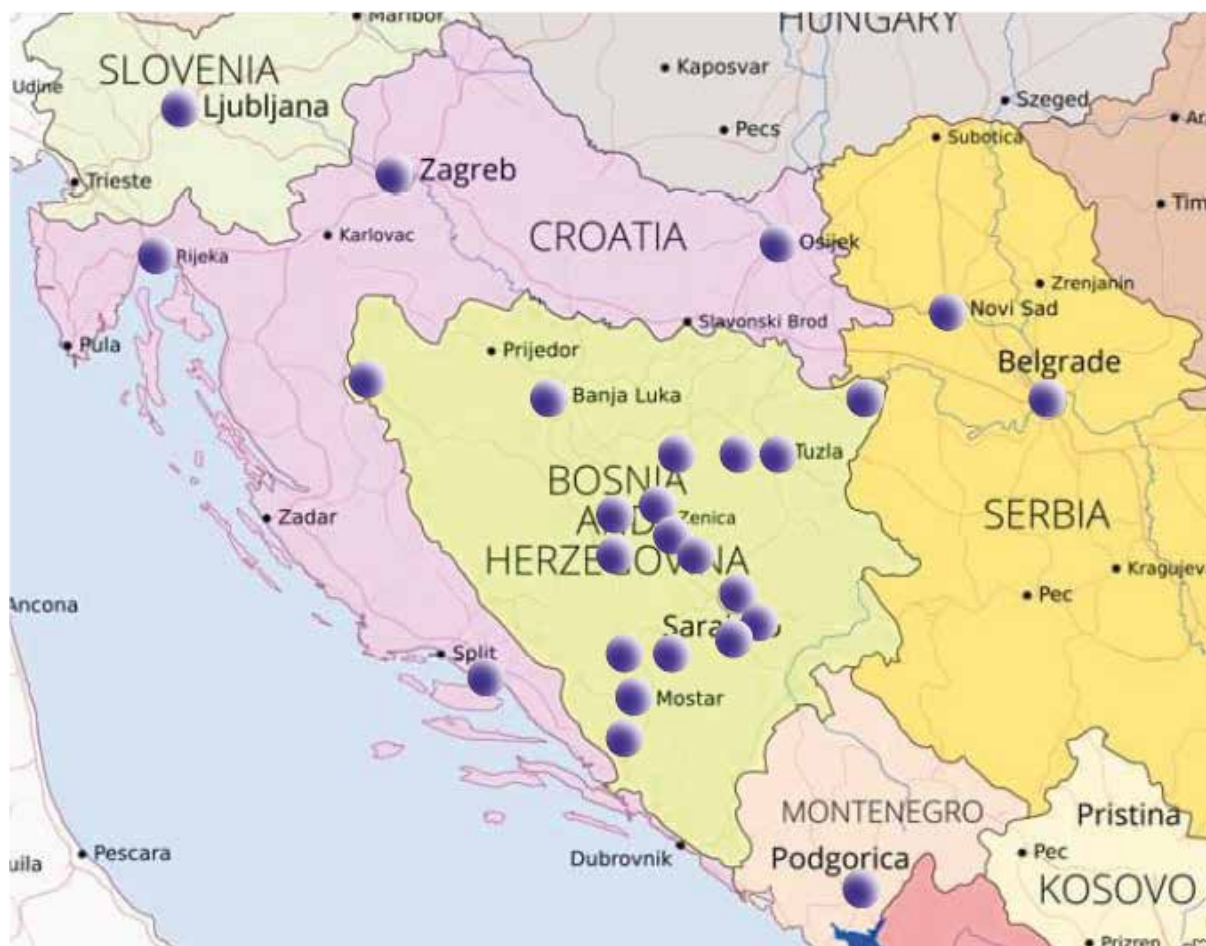 Maribor
HUNGARY
SLOVENIA
Kaposvar
Udine
Ljubljana
Szeged
Pecs
Subotica
Zagreb
Trieste
CROATIA
Karlovac
Osijek
Rijeka
Zrenjanin
Novi Sad
Slavonski Brod
Pula
Prijedor
Belgrade
Banja Luka
Tuzla
BOSNIA
AND
HERZEGOVINA
Zenica
Zadar
SERBIA
Pec
Ancona
Split
Mostar
MONTENEGRO
Pristina
Podgorica
Dubrovnik
Pescara
Pec
KOSOVO
Prizren